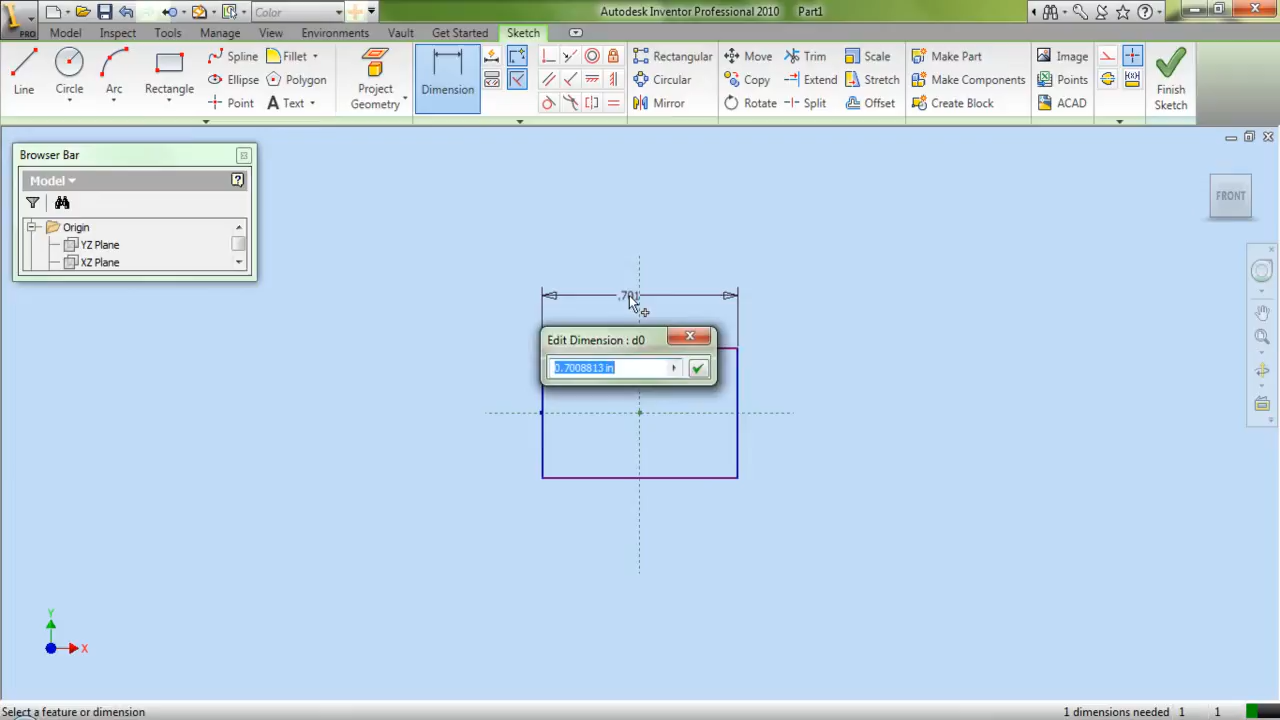 Color
Autodesk Inventor Professional 2010 Part1
PRO
Model Inspect Tools Manage View Environments Vault Get Started Sketch
Line
Circle
Arc
Rectangle
Spline
Ellipse
Point
Fillet
Polygon
Text
Project
Geometry
Dimension
Rectangular
Circular
Mirror
Move
Copy
Rotate
Trim
Extend
Split
Scale
Stretch
Offset
Make Part
Make Components
Create Block
Image
Points
ACAD
Finish
Sketch
Browser Bar
Model
Origin
YZ Plane
XZ Plane
FRONT
Edit Dimension : d0
0.7008813 in
Y
X
Select a feature or dimension
1 dimensions needed 1 1